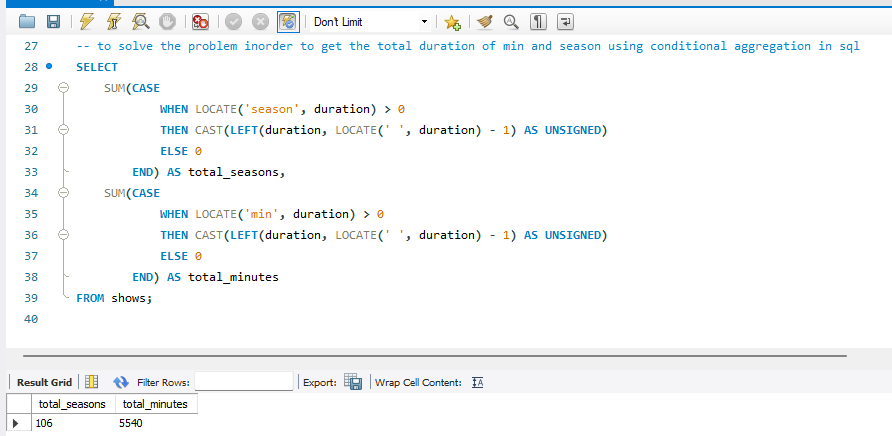 Don't Limit
27 -- to solve the problem inorder to get the total duration of min and season using conditional aggregation in sql
28 SELECT
29 SUM(CASE
30 WHEN LOCATE('season', duration) > 0
31 THEN CAST(LEFT(duration, LOCATE(' ', duration) - 1) AS UNSIGNED)
32 ELSE 0
33 END) AS total_seasons,
34 SUM(CASE
35 WHEN LOCATE('min', duration) > 0
36 THEN CAST(LEFT(duration, LOCATE(' ', duration) - 1) AS UNSIGNED)
37 ELSE 0
38 END) AS total_minutes
39 FROM shows;
40
Result Grid Filter Rows: Export: Wrap Cell Content:
total_seasons total_minutes
106 5540